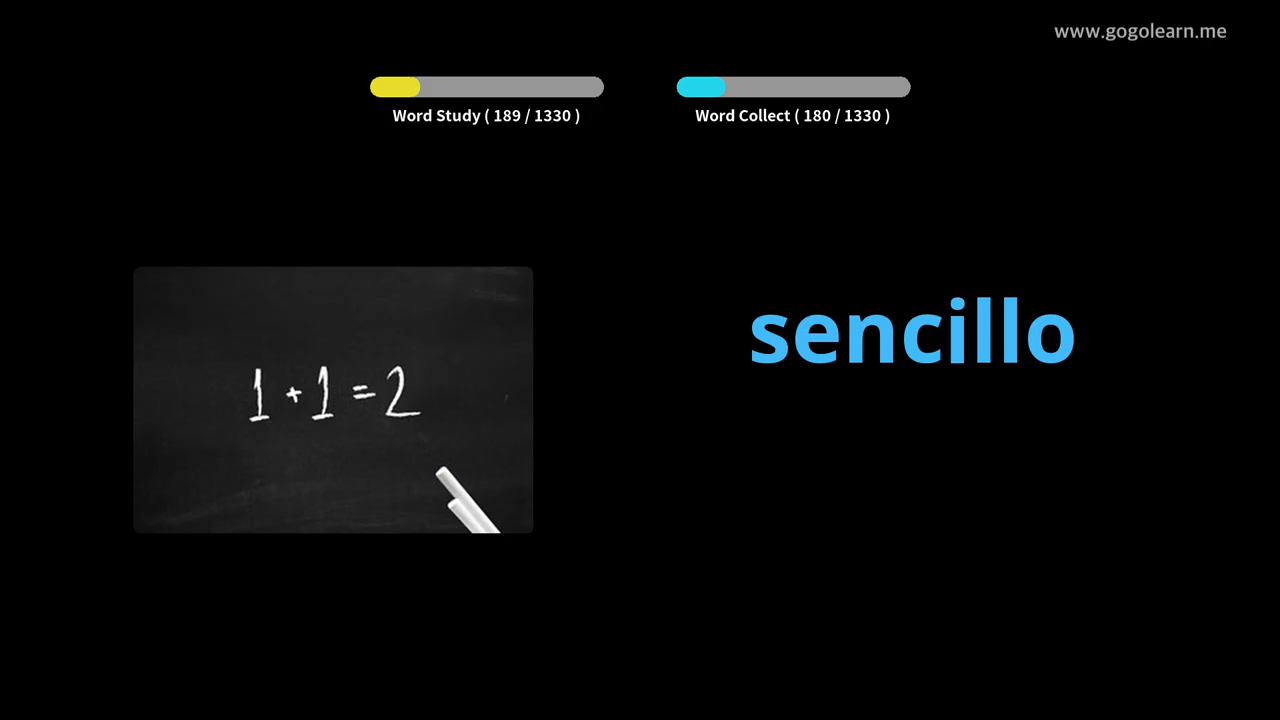 www.gogolearn.me
Word Study ( 189 / 1330 )
Word Collect ( 180 / 1330 )
sencillo
1 + 1 = 2